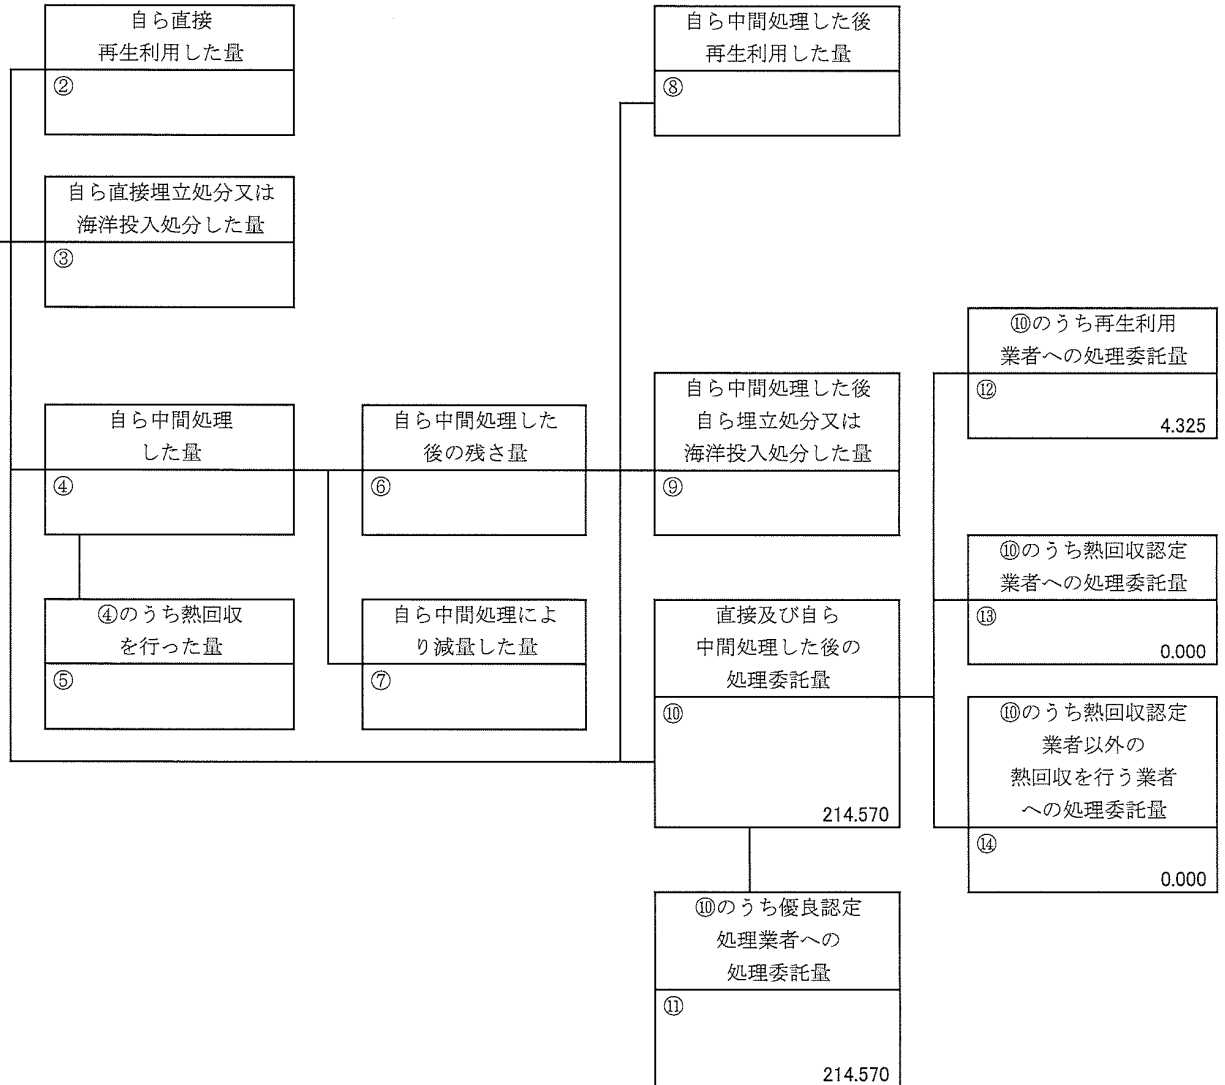 自ら直接
再生利用した量
②
自ら直接埋立処分又は
海洋投入処分した量
③
自ら中間処理
した量
④
④のうち熱回収
を行った量
⑤
自ら中間処理した
後の残さ量
⑥
自ら中間処理によ
り減量した量
⑦
自ら中間処理した後
再生利用した量
⑧
自ら中間処理した後
自ら埋立処分又は
海洋投入処分した量
⑨
直接及び自ら
中間処理した後の
処理委託量
⑩
214.570
⑩のうち優良認定
処理業者への
処理委託量
⑪
214.570
⑩のうち再生利用
業者への処理委託量
⑫
4.325
⑩のうち熱回収認定
業者への処理委託量
⑬
0.000
⑩のうち熱回収認定
業者以外の
熱回収を行う業者
への処理委託量
⑭
0.000